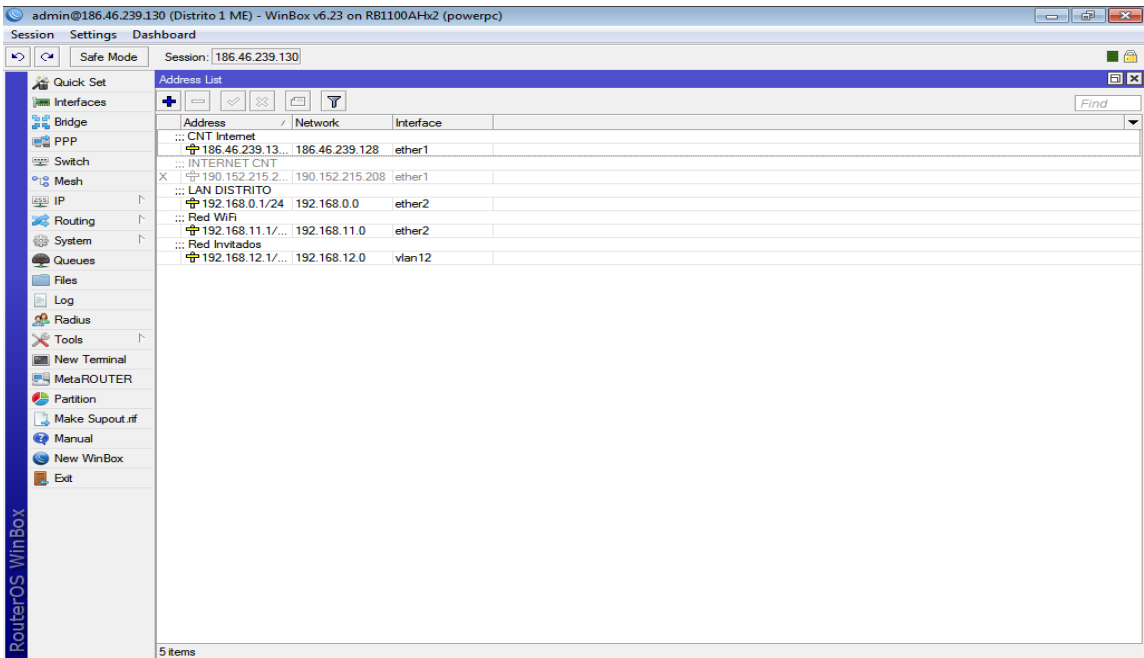 admin@186.46.239.130 (Distrito 1 ME) - WinBox v6.23 on RB1100AHx2 (powerpc)
Session Settings Dashboard
Safe Mode Session: 186.46.239.130
Quick Set
Interfaces
Bridge
PPP
Switch
Mesh
IP
Routing
System
Queues
Files
Log
Radius
Tools
New Terminal
MetaROUTER
Partition
Make Supout.rif
Manual
New WinBox
Exit
RouterOS WinBox
Address List
Find
Address Network Interface
::: CNT Internet
186.46.239.13... 186.46.239.128 ether1
::: INTERNET CNT
X 190.152.215.2... 190.152.215.208 ether1
::: LAN DISTRITO
192.168.0.1/24 192.168.0.0 ether2
::: Red WiFi
192.168.11.1/... 192.168.11.0 ether2
::: Red Invitados
192.168.12.1/... 192.168.12.0 vlan12
5 items